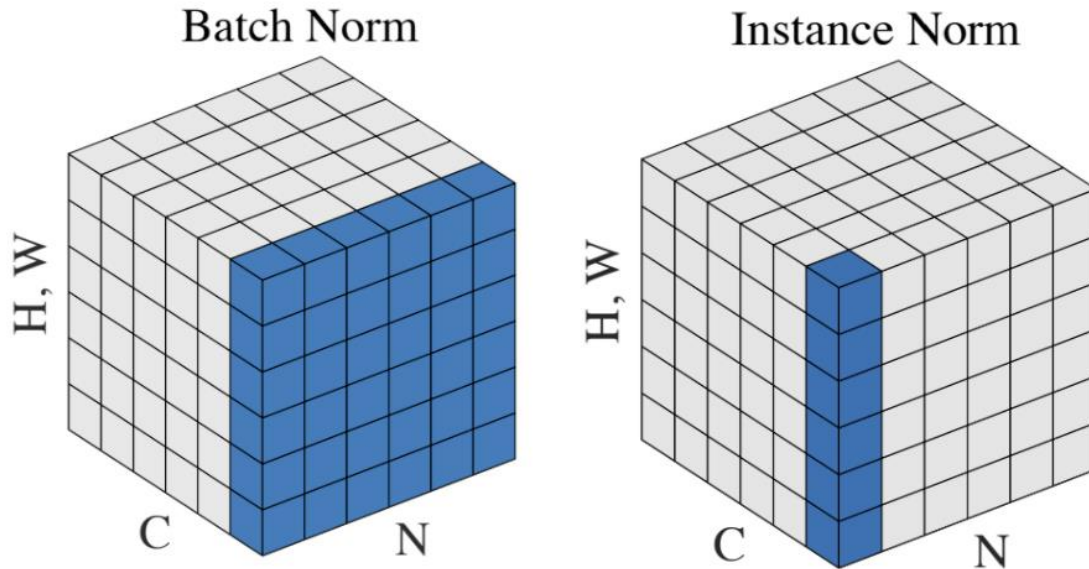 Batch Norm
H, W
C
N
Instance Norm
H, W
C
N